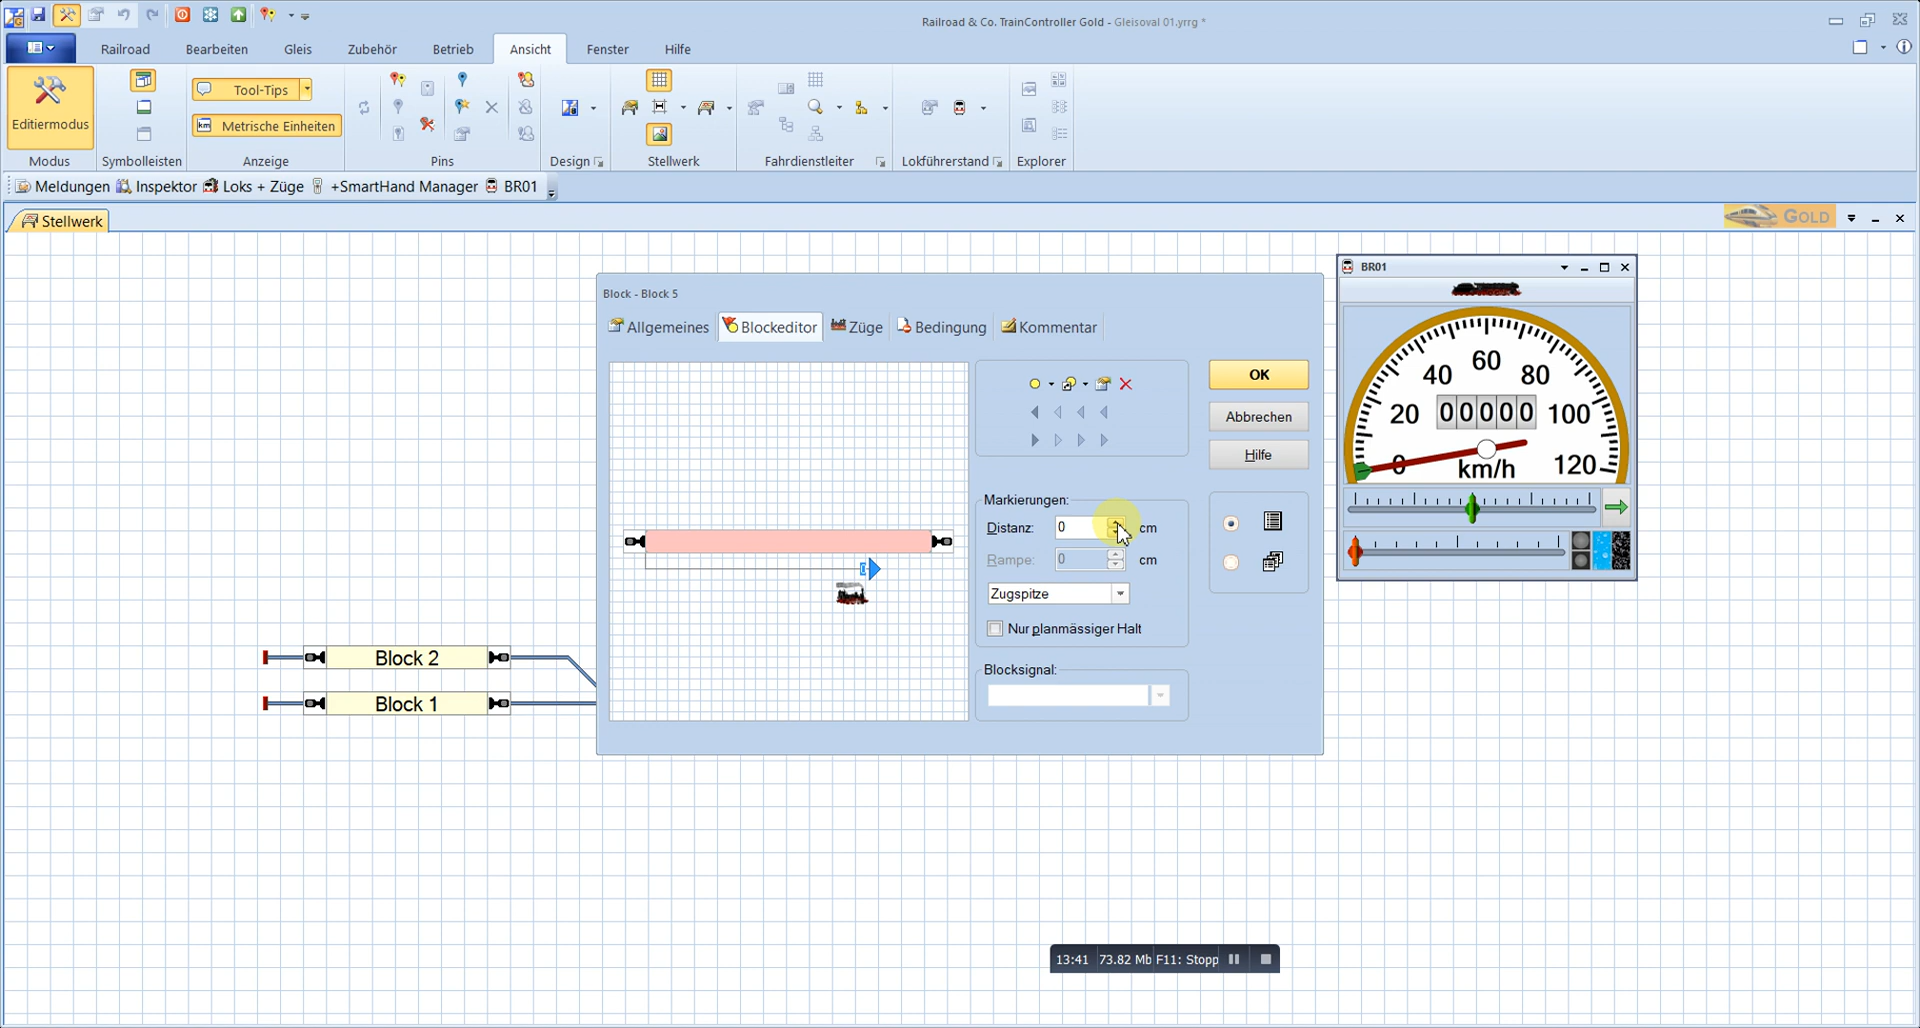 Railroad & Co. TrainController Gold - Gleisoval 01.yrrg *
Railroad Bearbeiten Gleis Zubehör Betrieb Ansicht Fenster Hilfe
Tool-Tips
Editiermodus
km Metrische Einheiten
Modus Symbolleisten Anzeige Pins Design Stellwerk Fahrdienstleiter Lokführerstand Explorer
Meldungen Inspektor Loks + Züge +SmartHand Manager BR01
Stellwerk
GOLD
BR01
Block - Block 5
Allgemeines Blockeditor Züge Bedingung Kommentar
OK
Abbrechen
Hilfe
Markierungen:
Distanz: 0 cm
Rampe: 0 cm
Zugspitze
Nur planmässiger Halt
Blocksignal:
0 20 40 60 80 100 120
00000
km/h
Block 2
Block 1
13:41 73.82 Mb F11: Stopp